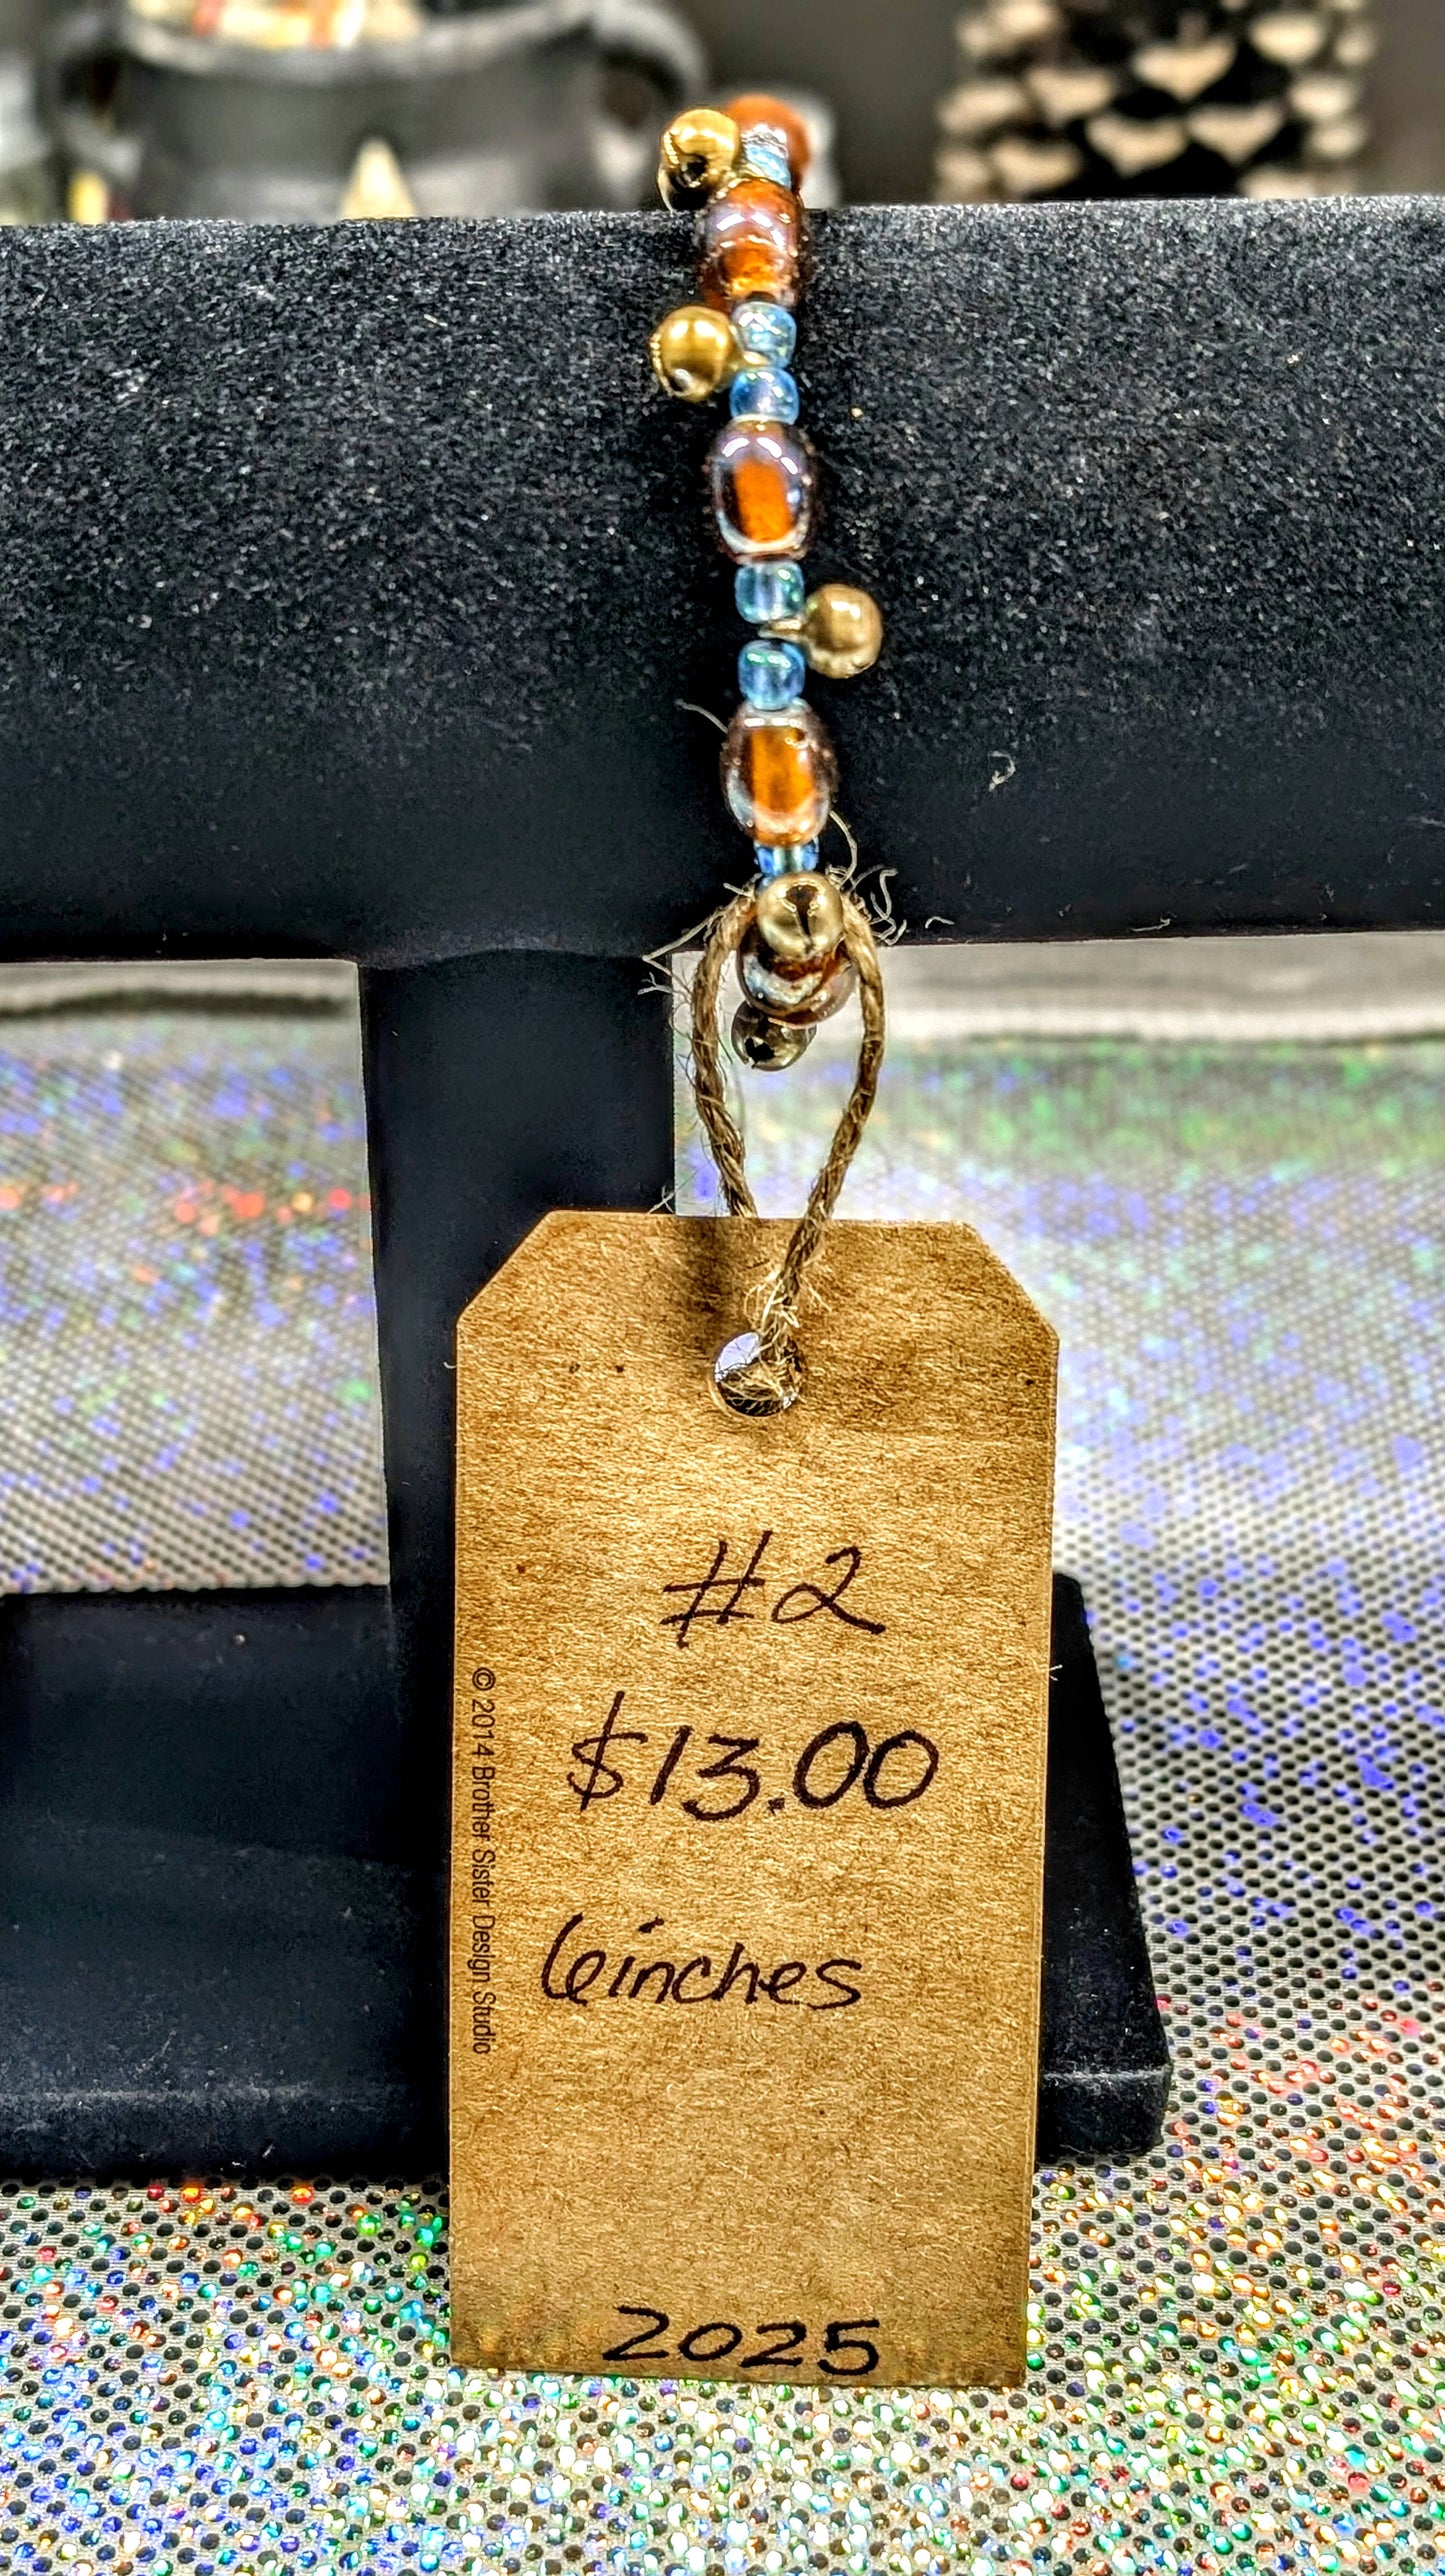 #2
$13.00
6inches
2025
© 2014 Brother Sister Design Studio